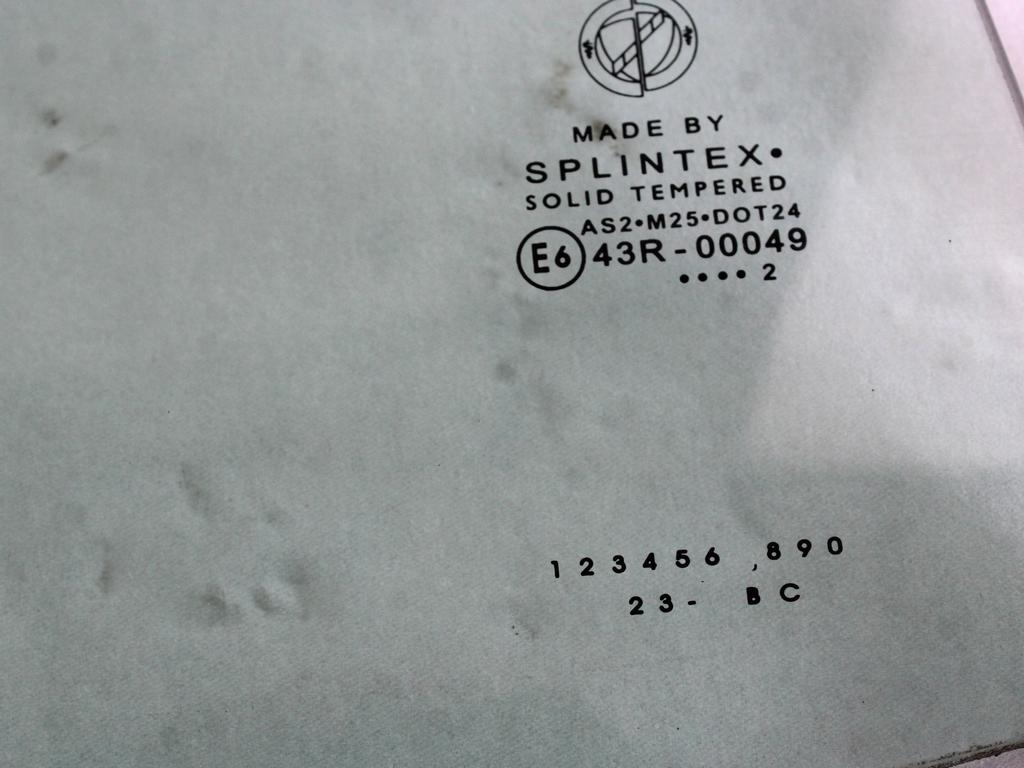 MADE BY
SPLINTEX•
SOLID TEMPERED
AS2•M25•DOT24
E6 43R-00049
•••• 2
1 2 3 4 5 6 , 8 9 0
2 3 - B C